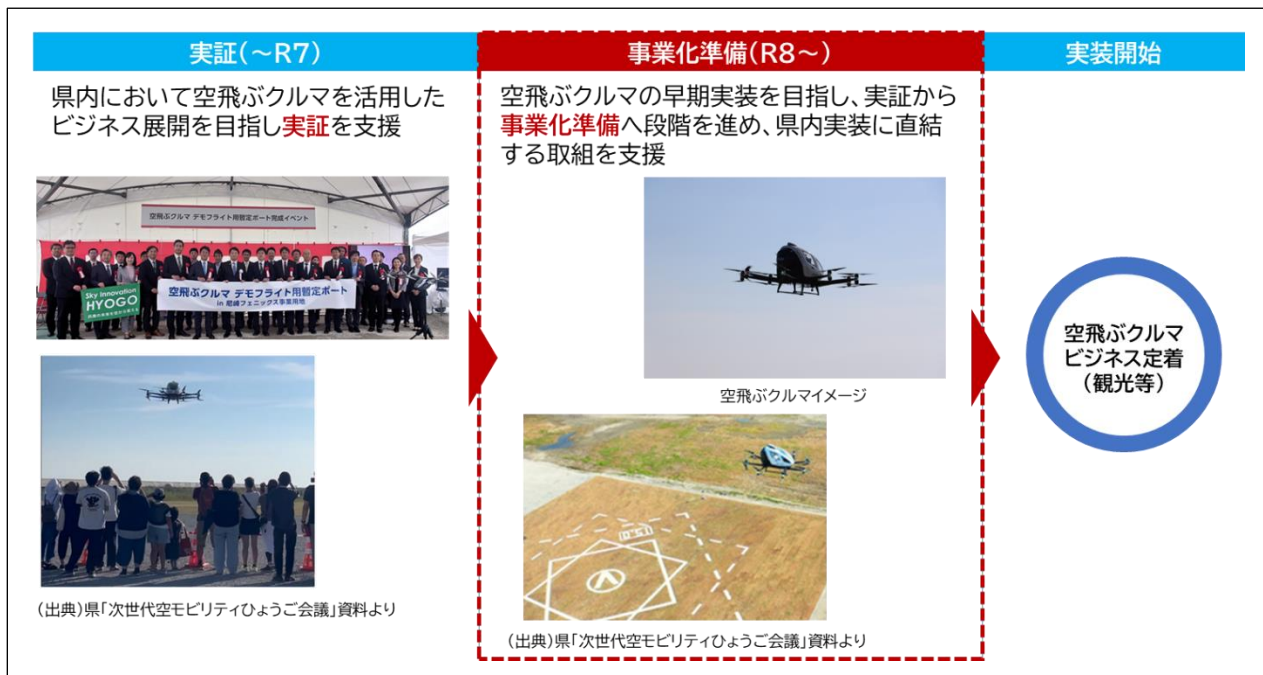 実証(~R7)
県内において空飛ぶクルマを活用した
ビジネス展開を目指し実証を支援
空飛ぶクルマ デモフライト用暫定ポート完成イベント
Sky Innovation
HYOGO
空飛ぶクルマ デモフライト用暫定ポート
in 尼崎フェニックス事業用地
(出典)県「次世代空モビリティひょうご会議」資料より
事業化準備(R8~)
空飛ぶクルマの早期実装を目指し、実証から
事業化準備へ段階を進め、県内実装に直結
する取組を支援
空飛ぶクルマイメージ
(出典)県「次世代空モビリティひょうご会議」資料より
実装開始
空飛ぶクルマ
ビジネス定着
(観光等)